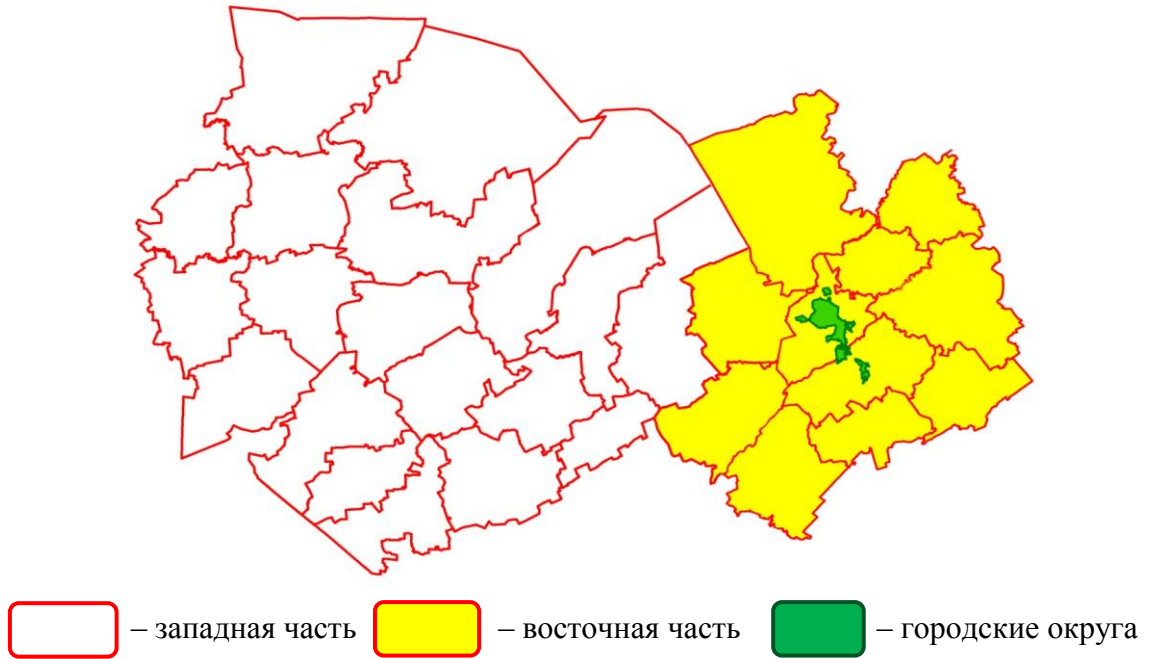 – западная часть – восточная часть – городские округа